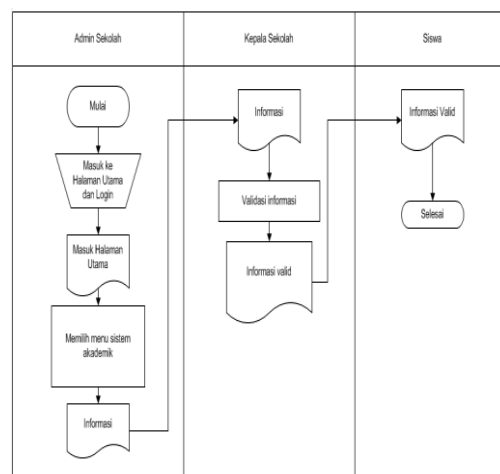 Admin Sekolah
Kepala Sekolah
Siswa
Mulai
Masuk ke
Halaman Utama
dan Login
Masuk Halaman
Utama
Memilih menu sistem
akademik
Informasi
Informasi
Validasi informasi
Informasi valid
Informasi Valid
Selesai